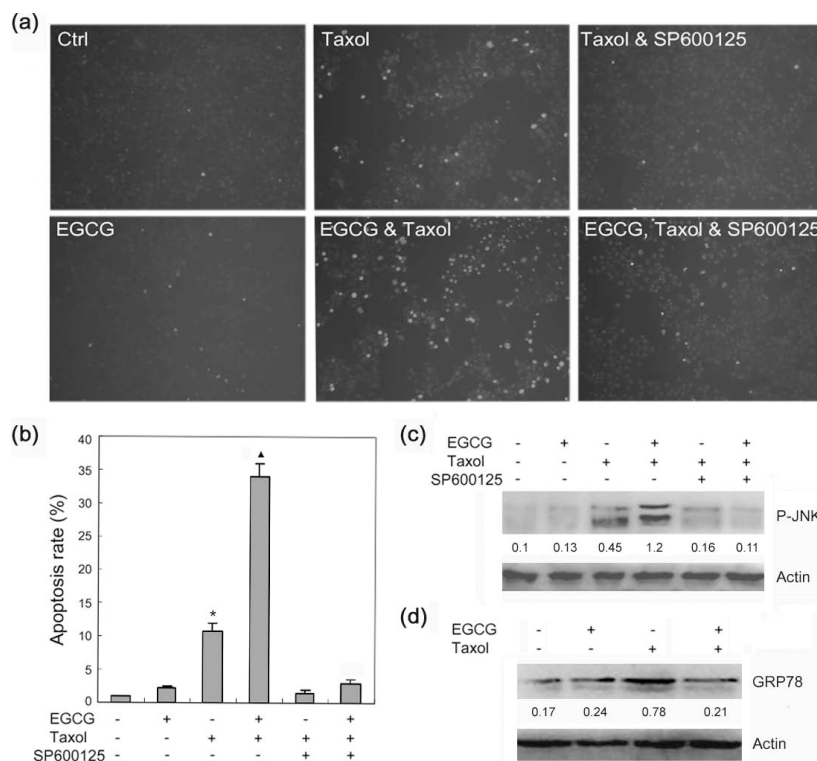 (a)
Ctrl
Taxol
Taxol & SP600125
EGCG
EGCG & Taxol
EGCG, Taxol & SP600125
(b)
Apoptosis rate (%)
40
35
30
25
20
15
10
5
0
*
▲
EGCG - + - + - +
Taxol - - + + + +
SP600125 - - - - + +
(c)
EGCG - + - + - +
Taxol - - + + + +
SP600125 - - - - + +
P-JNK
0.1 0.13 0.45 1.2 0.16 0.11
Actin
(d)
EGCG - + - +
Taxol - - + +
GRP78
0.17 0.24 0.78 0.21
Actin